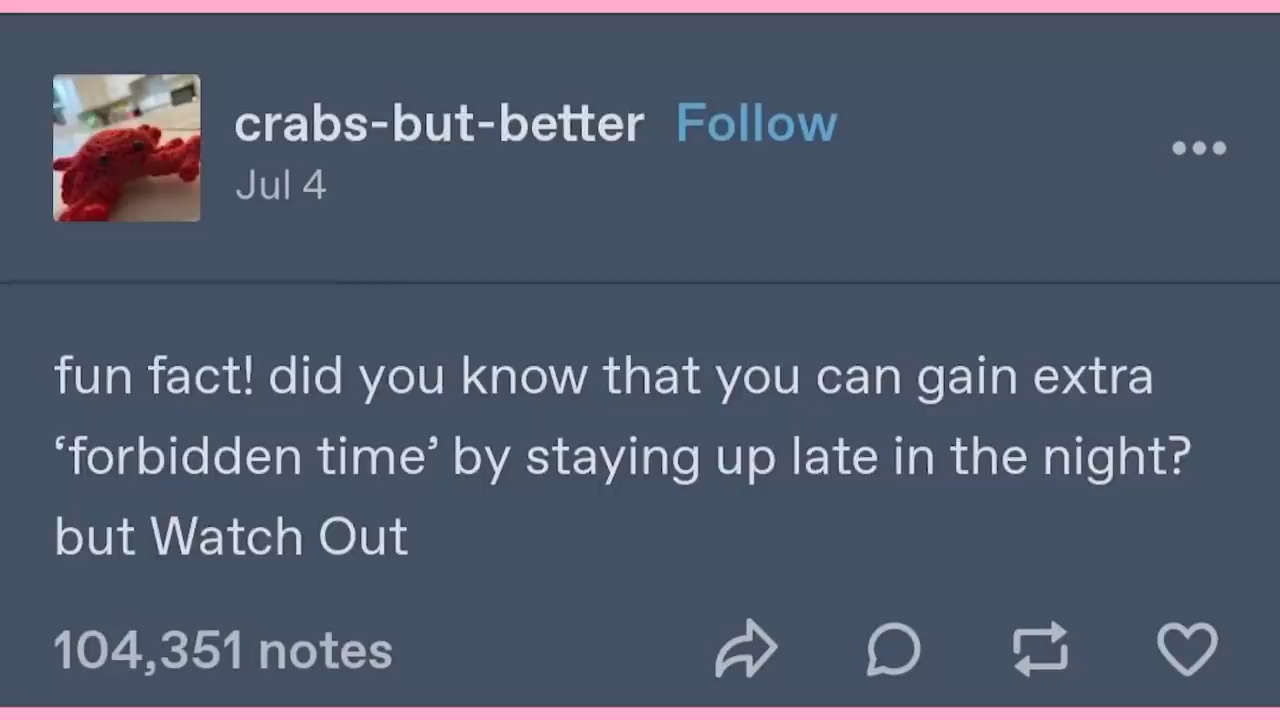 crabs-but-better Follow
Jul 4
fun fact! did you know that you can gain extra
‘forbidden time’ by staying up late in the night?
but Watch Out
104,351 notes